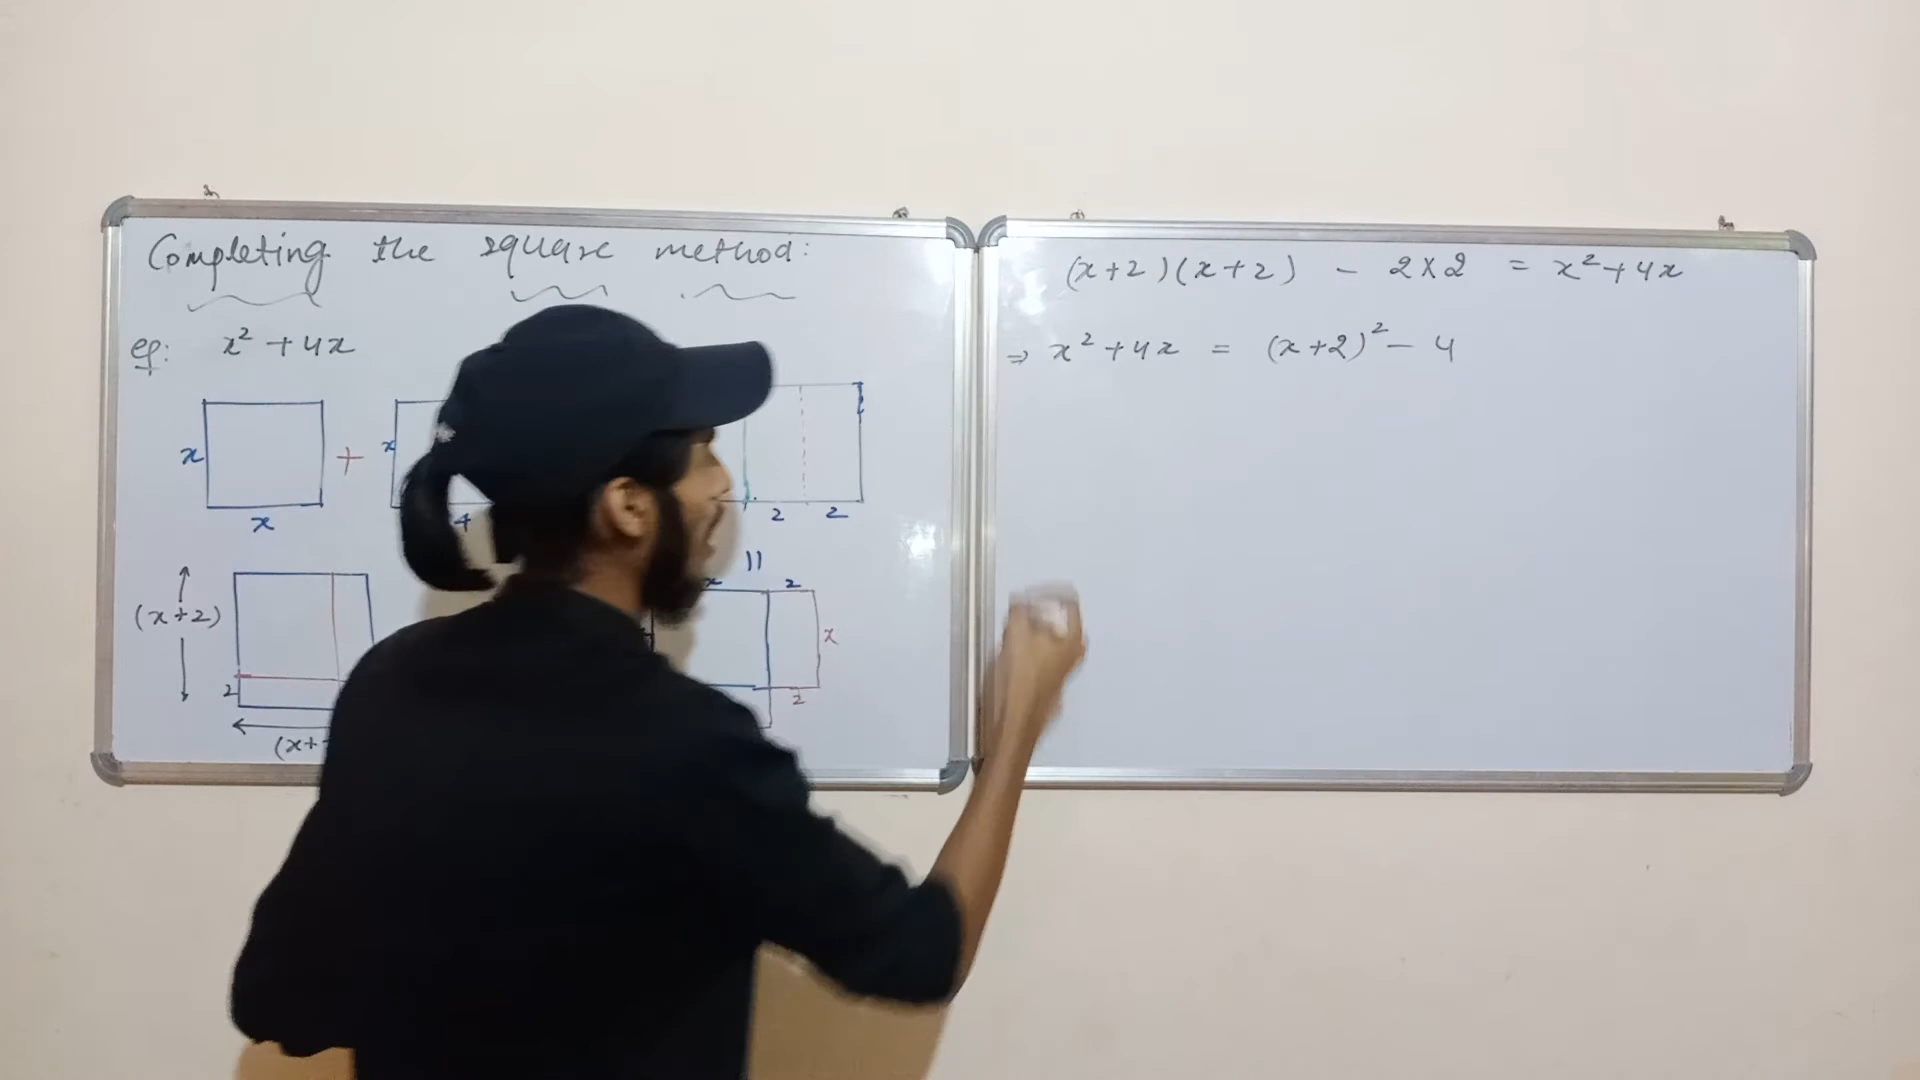 Completing the square method:
eg: x² + 4x
x
+
x
x
4
2 2
=
x 2
(x+2)
x
2
2
(x+
(x+2)(x+2) - 2×2 = x²+4x
⇒ x²+4x = (x+2)² - 4